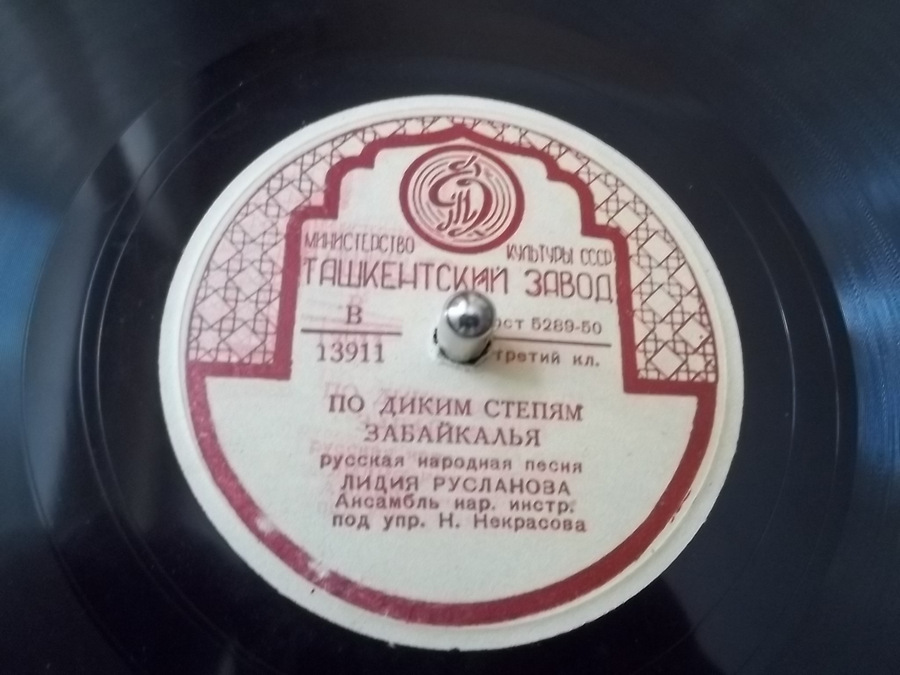 МИНИСТЕРСТВО КУЛЬТУРЫ СССР
ТАШКЕНТСКИЙ ЗАВОД
В 5289-50
13911 третий кл.
ПО ДИКИМ СТЕПЯМ
ЗАБАЙКАЛЬЯ
русская народная песня
ЛИДИЯ РУСЛАНОВА
Ансамбль нар. инстр.
под упр. Н. Некрасова